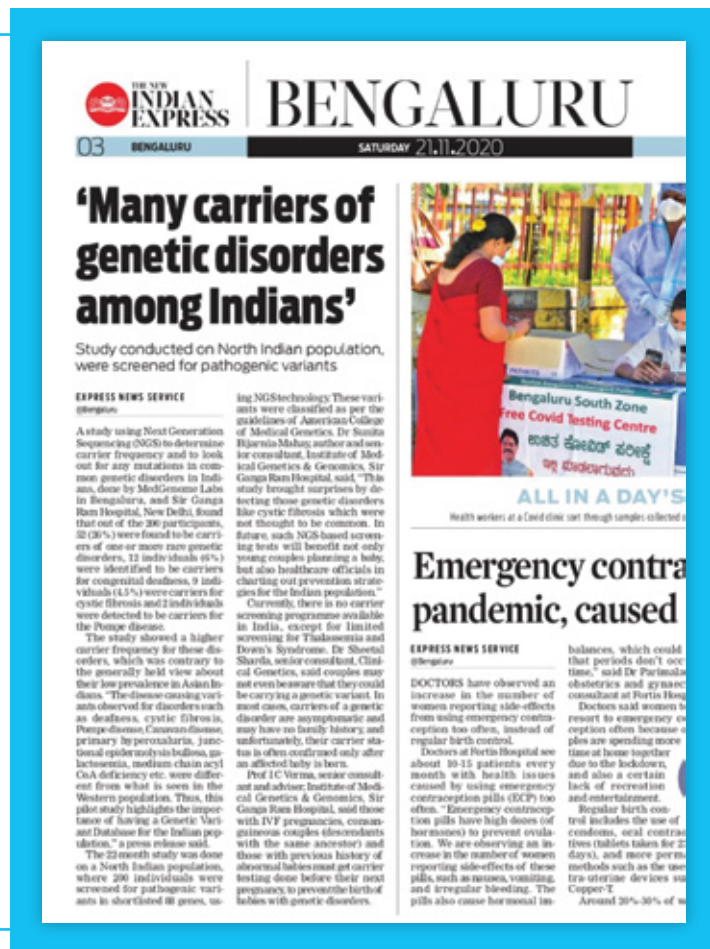 THE NEW
INDIAN
EXPRESS
BENGALURU
03 BENGALURU SATURDAY 21.11.2020
‘Many carriers of
genetic disorders
among Indians’
Study conducted on North Indian population,
were screened for pathogenic variants
EXPRESS NEWS SERVICE
@Bengaluru
A study using Next Generation
Sequencing (NGS) to determine
carrier frequency and to look
out for any mutations in com-
mon genetic disorders in Indi-
ans, done by MedGenome Labs
in Bengaluru, and Sir Ganga
Ram Hospital, New Delhi, found
that out of the 200 participants,
52 (26%) were found to be carri-
ers of one or more rare genetic
disorders, 12 individuals (6%)
were identified to be carriers
for congenital deafness, 9 indi-
viduals (4.5%) were carriers for
cystic fibrosis and 2 individuals
were detected to be carriers for
the Pompe disease.
The study showed a higher
carrier frequency for these dis-
orders, which was contrary to
the generally held view about
their low prevalence in Asian In-
dians. “The disease causing vari-
ants observed for disorders such
as deafness, cystic fibrosis,
Pompe disease, Canavan disease,
primary hyperoxaluria, junc-
tional epidermolysis bullosa, ga-
lactosemia, medium chain acyl
CoA deficiency etc. were differ-
ent from what is seen in the
Western population. Thus, this
pilot study highlights the impor-
tance of having a Genetic Vari-
ant Database for the Indian pop-
ulation,” a press release said.
The 22-month study was done
on a North Indian population,
where 200 individuals were
screened for pathogenic vari-
ants in shortlisted 88 genes, us-
ing NGS technology. These vari-
ants were classified as per the
guidelines of American College
of Medical Genetics. Dr Sunita
Bijarnia Mahay, author and sen-
ior consultant, Institute of Med-
ical Genetics & Genomics, Sir
Ganga Ram Hospital, said, “This
study brought surprises by de-
tecting those genetic disorders
like cystic fibrosis which were
not thought to be common. In
future, such NGS-based screen-
ing tests will benefit not only
young couples planning a baby,
but also healthcare officials in
charting out prevention strate-
gies for the Indian population.”
Currently, there is no carrier
screening programme available
in India, except for limited
screening for Thalassemia and
Down’s Syndrome. Dr Sheetal
Sharda, senior consultant, Clini-
cal Genetics, said couples may
not even be aware that they could
be carrying a genetic variant. In
most cases, carriers of a genetic
disorder are asymptomatic and
may have no family history, and
unfortunately, their carrier sta-
tus is often confirmed only after
an affected baby is born.
Prof I C Verma, senior consult-
ant and adviser, Institute of Medi-
cal Genetics & Genomics, Sir
Ganga Ram Hospital, said those
with IVF pregnancies, consan-
guineous couples (descendants
with the same ancestor) and
those with previous history of
abnormal babies must get carrier
testing done before their next
pregnancy, to prevent the birth of
babies with genetic disorders.
Bengaluru South Zone
Free Covid Testing Centre
ಉಚಿತ ಕೋವಿಡ್ ಪರೀಕ್ಷೆ
ಇಲ್ಲಿ ಮಾಡಲಾಗುವುದು
ALL IN A DAY’S
Health workers at a Covid clinic sort through samples collected
Emergency contra
pandemic, caused
EXPRESS NEWS SERVICE
@Bengaluru
DOCTORS have observed an
increase in the number of
women reporting side-effects
from using emergency contra-
ception too often, instead of
regular birth control.
Doctors at Fortis Hospital see
about 10-15 patients every
month with health issues
caused by using emergency
contraception pills (ECP) too
often. “Emergency contracep-
tion pills have high dozes (of
hormones) to prevent ovula-
tion. We are observing an in-
crease in the number of women
reporting side-effects of these
pills, such as nausea, vomiting,
and irregular bleeding. The
pills also cause hormonal im-
balances, which could
that periods don’t occ
time,” said Dr Parimala
obstetrics and gynaec
consultant at Fortis Hosp
Doctors said women t
resort to emergency co
ception often because
ples are spending more
time at home together
due to the lockdown,
and also a certain
lack of recreation
and entertainment.
Regular birth con-
trol includes the use of
condoms, oral contrac
tives (tablets taken for 2
days), and more perm
methods such as the use
tra-uterine devices su
Copper-T.
Around 20%-30% of w